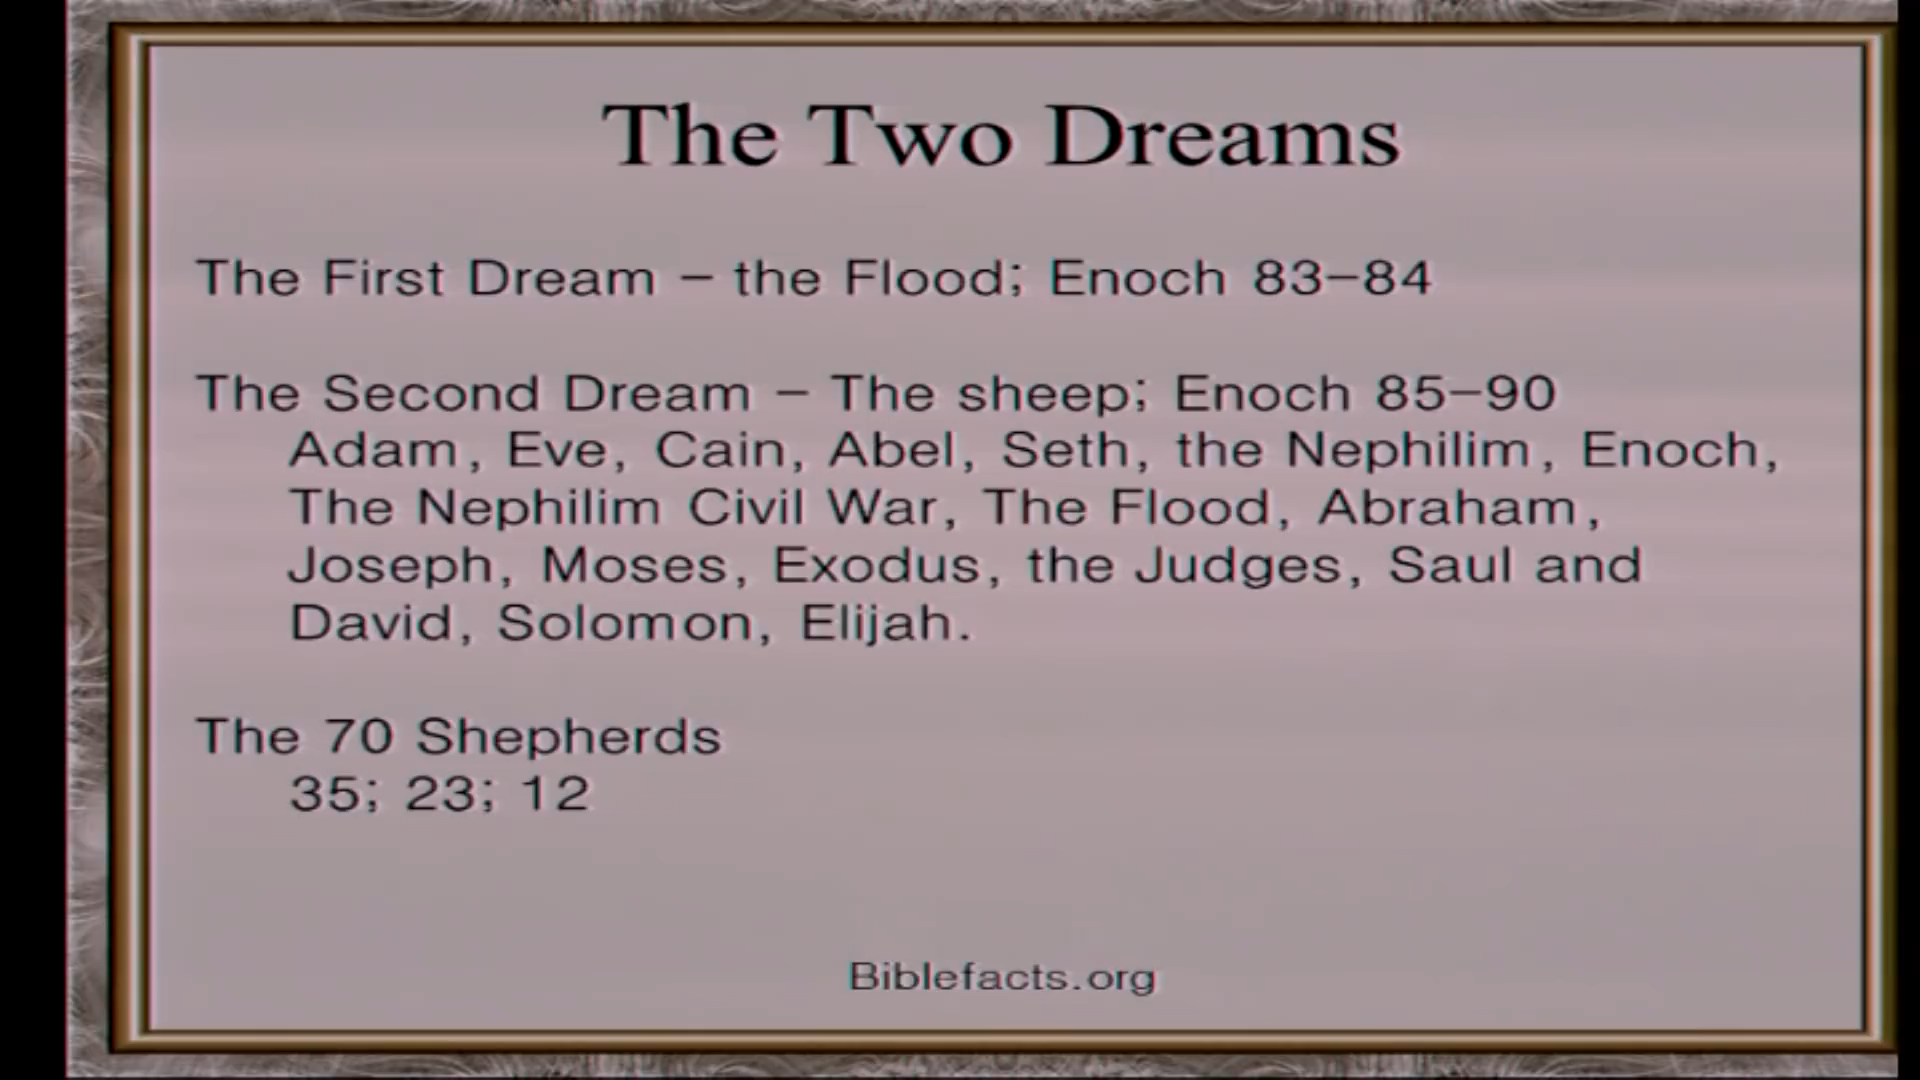 The Two Dreams
The First Dream – the Flood; Enoch 83–84
The Second Dream – The sheep; Enoch 85–90
Adam, Eve, Cain, Abel, Seth, the Nephilim, Enoch,
The Nephilim Civil War, The Flood, Abraham,
Joseph, Moses, Exodus, the Judges, Saul and
David, Solomon, Elijah.
The 70 Shepherds
35; 23; 12
Biblefacts.org